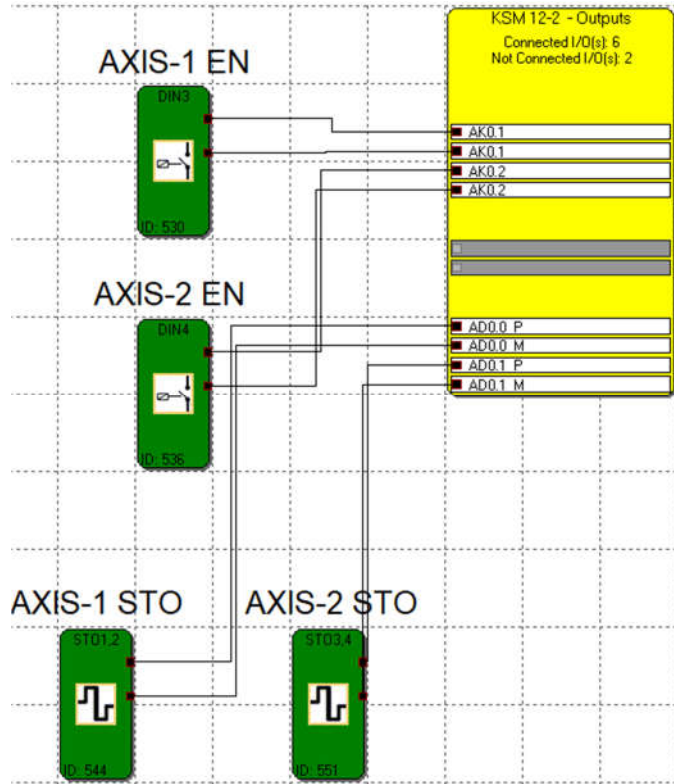 KSM 12-2 - Outputs
Connected I/O(s): 6
Not Connected I/O(s): 2
AXIS-1 EN
DIN3
ID: 530
AK0.1
AK0.1
AK0.2
AK0.2
AXIS-2 EN
DIN4
ID: 536
AD0.0 P
AD0.0 M
AD0.1 P
AD0.1 M
AXIS-1 STO
STO1,2
ID: 544
AXIS-2 STO
STO3,4
ID: 551